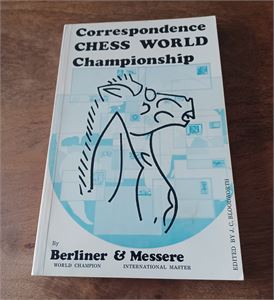 Correspondence
CHESS WORLD
Championship
By
Berliner & Messere
WORLD CHAMPION INTERNATIONAL MASTER
EDITED BY J. C. BLOODWORTH